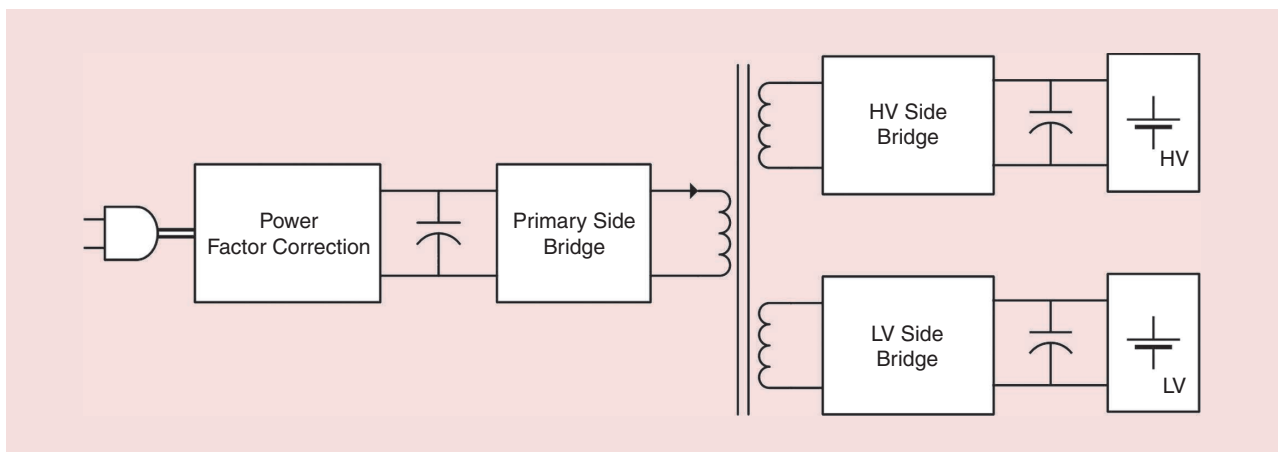 Power
Factor Correction
Primary Side
Bridge
HV Side
Bridge
HV
LV Side
Bridge
LV